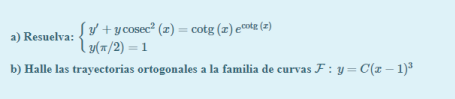 a) Resuelva: { y′ + y cosec² (x) = cotg (x) e^cotg (x)
y(π/2) = 1
b) Halle las trayectorias ortogonales a la familia de curvas F : y = C(x − 1)³